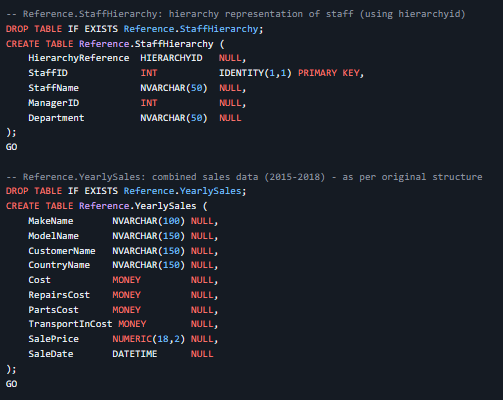 -- Reference.StaffHierarchy: hierarchy representation of staff (using hierarchyid)
DROP TABLE IF EXISTS Reference.StaffHierarchy;
CREATE TABLE Reference.StaffHierarchy (
    HierarchyReference  HIERARCHYID   NULL,
    StaffID             INT           IDENTITY(1,1) PRIMARY KEY,
    StaffName           NVARCHAR(50)  NULL,
    ManagerID           INT           NULL,
    Department          NVARCHAR(50)  NULL
);
GO

-- Reference.YearlySales: combined sales data (2015-2018) - as per original structure
DROP TABLE IF EXISTS Reference.YearlySales;
CREATE TABLE Reference.YearlySales (
    MakeName       NVARCHAR(100) NULL,
    ModelName      NVARCHAR(150) NULL,
    CustomerName   NVARCHAR(150) NULL,
    CountryName    NVARCHAR(150) NULL,
    Cost           MONEY         NULL,
    RepairsCost    MONEY         NULL,
    PartsCost      MONEY         NULL,
    TransportInCost MONEY        NULL,
    SalePrice      NUMERIC(18,2) NULL,
    SaleDate       DATETIME      NULL
);
GO